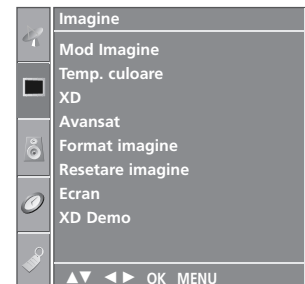 Imagine
Mod Imagine
Temp. culoare
XD
Avansat
Format imagine
Resetare imagine
Ecran
XD Demo
▲▼ ◄► OK MENU